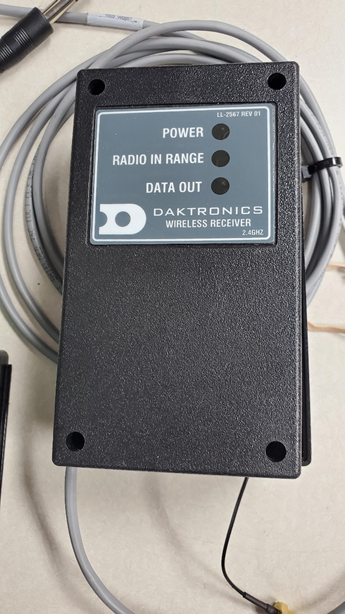 LL-2567 REV 01
POWER
RADIO IN RANGE
DATA OUT
DAKTRONICS
WIRELESS RECEIVER
2.4GHZ